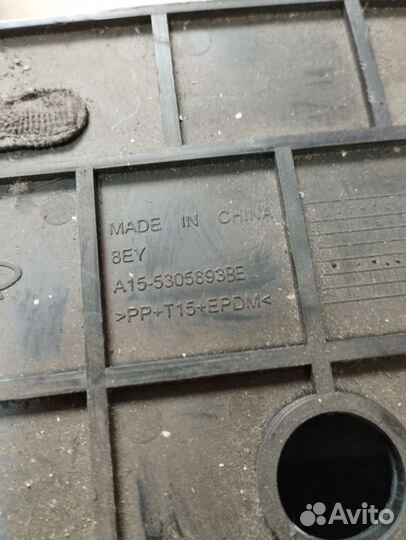 MADE IN CHINA
8EY
A15-5305893BE
>PP+T15+EPDM<
Avito